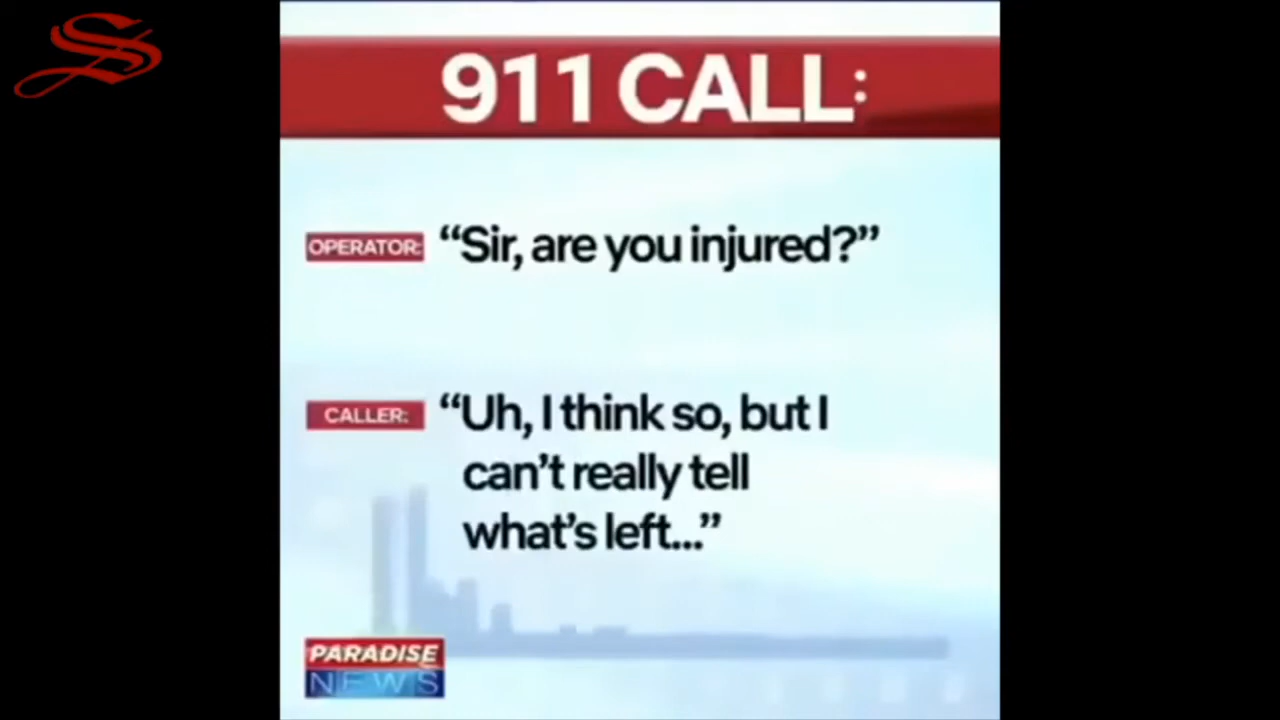 911 CALL:
OPERATOR: “Sir, are you injured?”
CALLER: “Uh, I think so, but I
can’t really tell
what’s left...”
PARADISE
NEWS